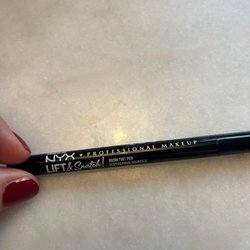 NYX PROFESSIONAL MAKEUP
LIFT & Snatch! BROW TINT PEN